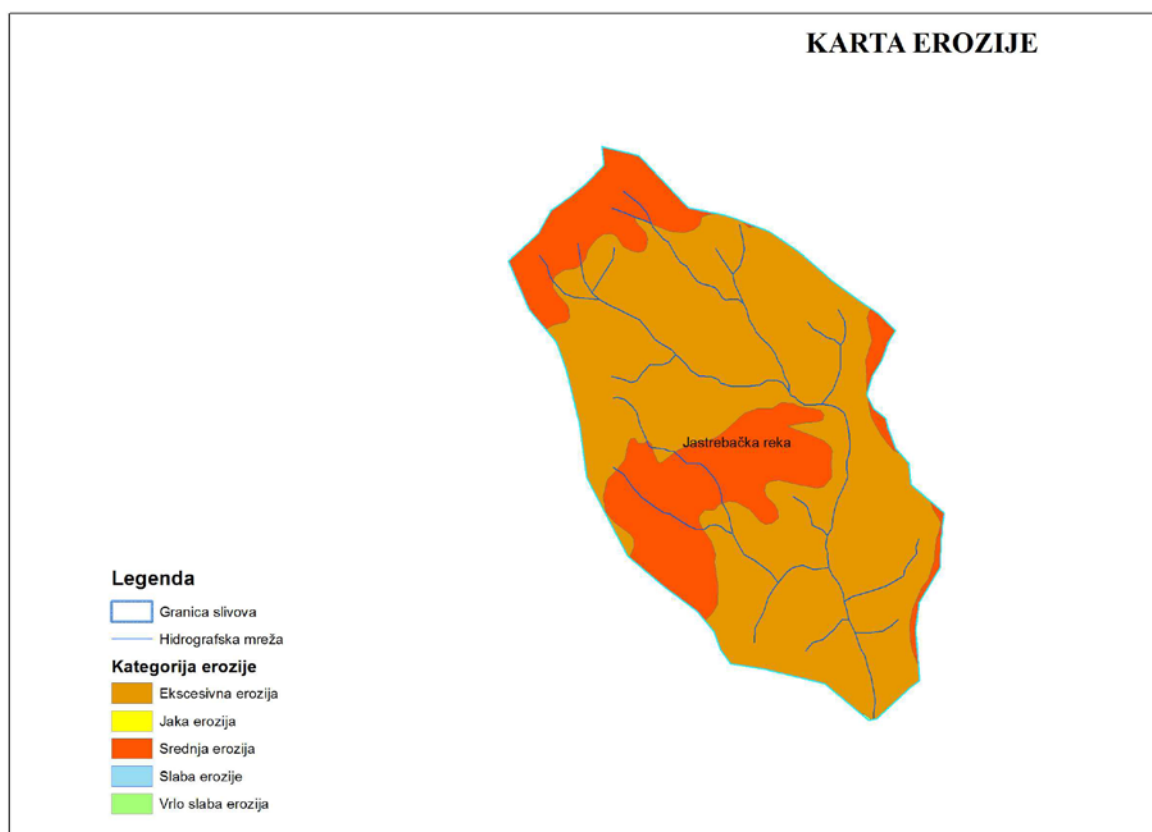 KARTA EROZIJE
Jastrebačka reka
Legenda
Granica slivova
Hidrografska mreža
Kategorija erozije
Ekscesivna erozija
Jaka erozija
Srednja erozija
Slaba erozije
Vrlo slaba erozija